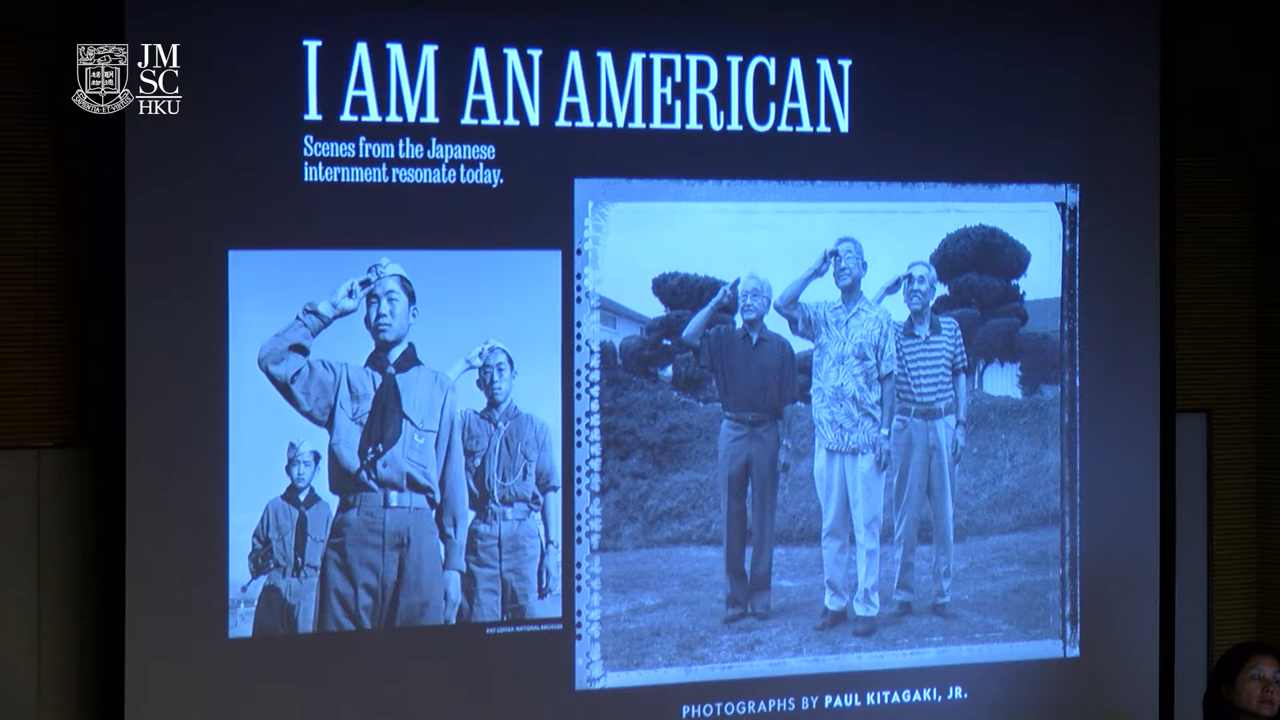 JM
SC
HKU
I AM AN AMERICAN
Scenes from the Japanese
internment resonate today.
PHOTOGRAPHS BY PAUL KITAGAKI, JR.